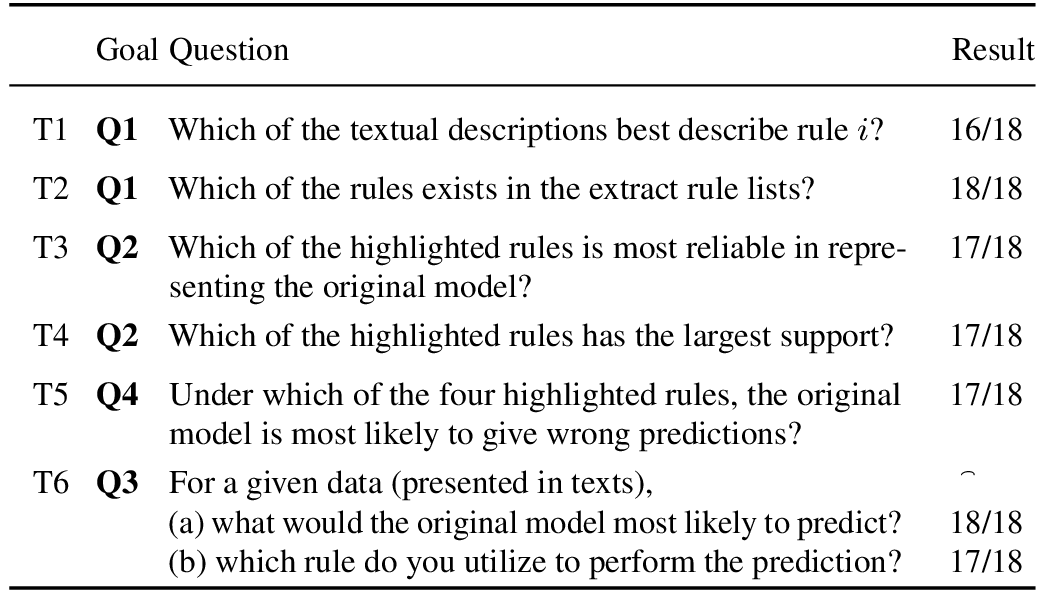 Goal Question Result
T1 Q1 Which of the textual descriptions best describe rule i? 16/18
T2 Q1 Which of the rules exists in the extract rule lists? 18/18
T3 Q2 Which of the highlighted rules is most reliable in repre- 17/18
senting the original model?
T4 Q2 Which of the highlighted rules has the largest support? 17/18
T5 Q4 Under which of the four highlighted rules, the original 17/18
model is most likely to give wrong predictions?
T6 Q3 For a given data (presented in texts),
(a) what would the original model most likely to predict? 18/18
(b) which rule do you utilize to perform the prediction? 17/18